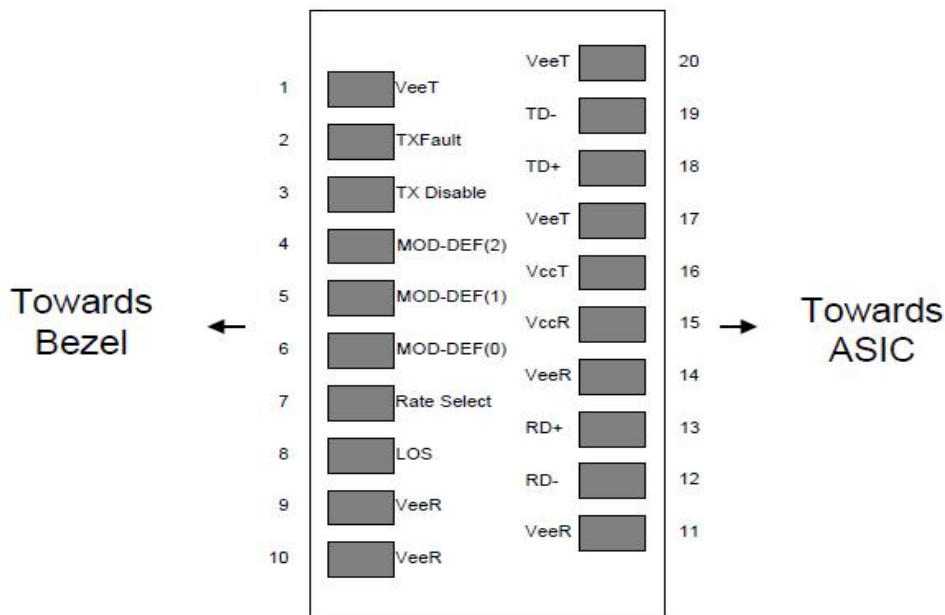 VeeT 20
1 VeeT
TD- 19
2 TXFault
TD+ 18
3 TX Disable
VeeT 17
4 MOD-DEF(2)
VccT 16
5 MOD-DEF(1)
VccR 15
6 MOD-DEF(0)
VeeR 14
7 Rate Select
RD+ 13
8 LOS
RD- 12
9 VeeR
VeeR 11
10 VeeR
Towards
Bezel
Towards
ASIC